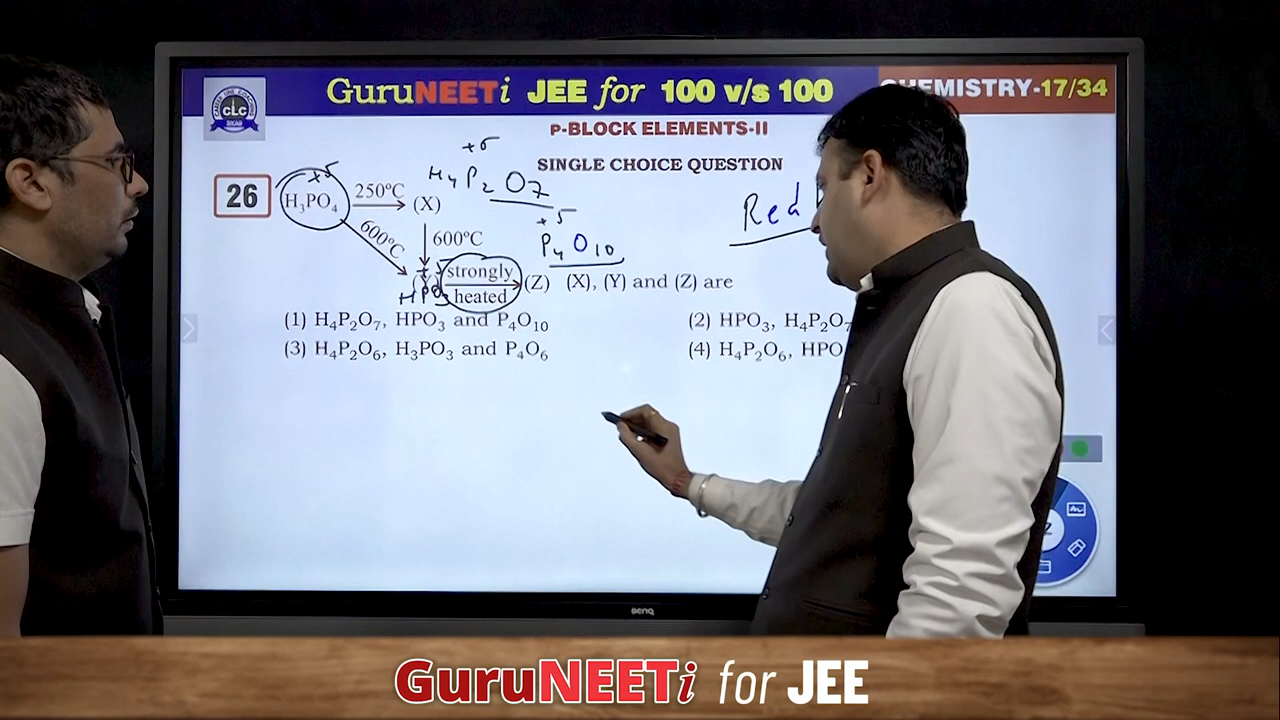 GuruNEETi JEE for 100 v/s 100
CHEMISTRY-17/34
CLC
SIKAR
P-BLOCK ELEMENTS-II
SINGLE CHOICE QUESTION
+5
H₄P₂O₇
26
+5
H₃PO₄ 250°C (X)
Red
600°C
600°C
+5
P₄O₁₀
HPO₃
strongly
heated
(Z) (X), (Y) and (Z) are
(1) H₄P₂O₇, HPO₃ and P₄O₁₀
(2) HPO₃, H₄P₂O₇
(3) H₄P₂O₆, H₃PO₃ and P₄O₆
(4) H₄P₂O₆, HPO
2
BenQ
GuruNEETi for JEE